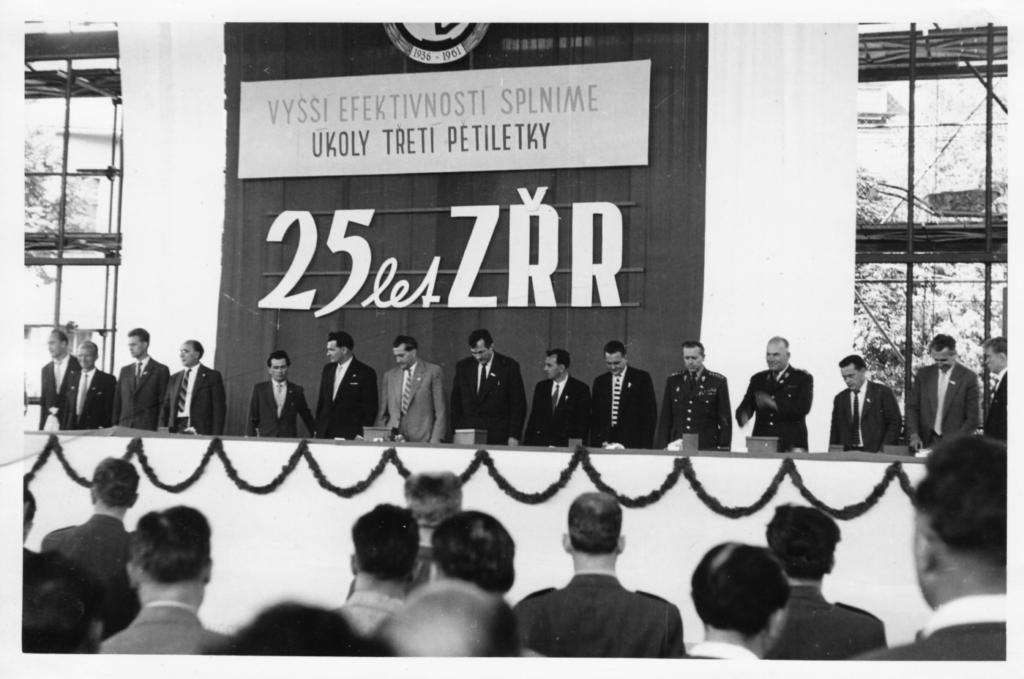 1936 - 1961
VYŠŠÍ EFEKTIVNOSTÍ SPLNÍME
ÚKOLY TŘETÍ PĚTILETKY
25 let ZŘR